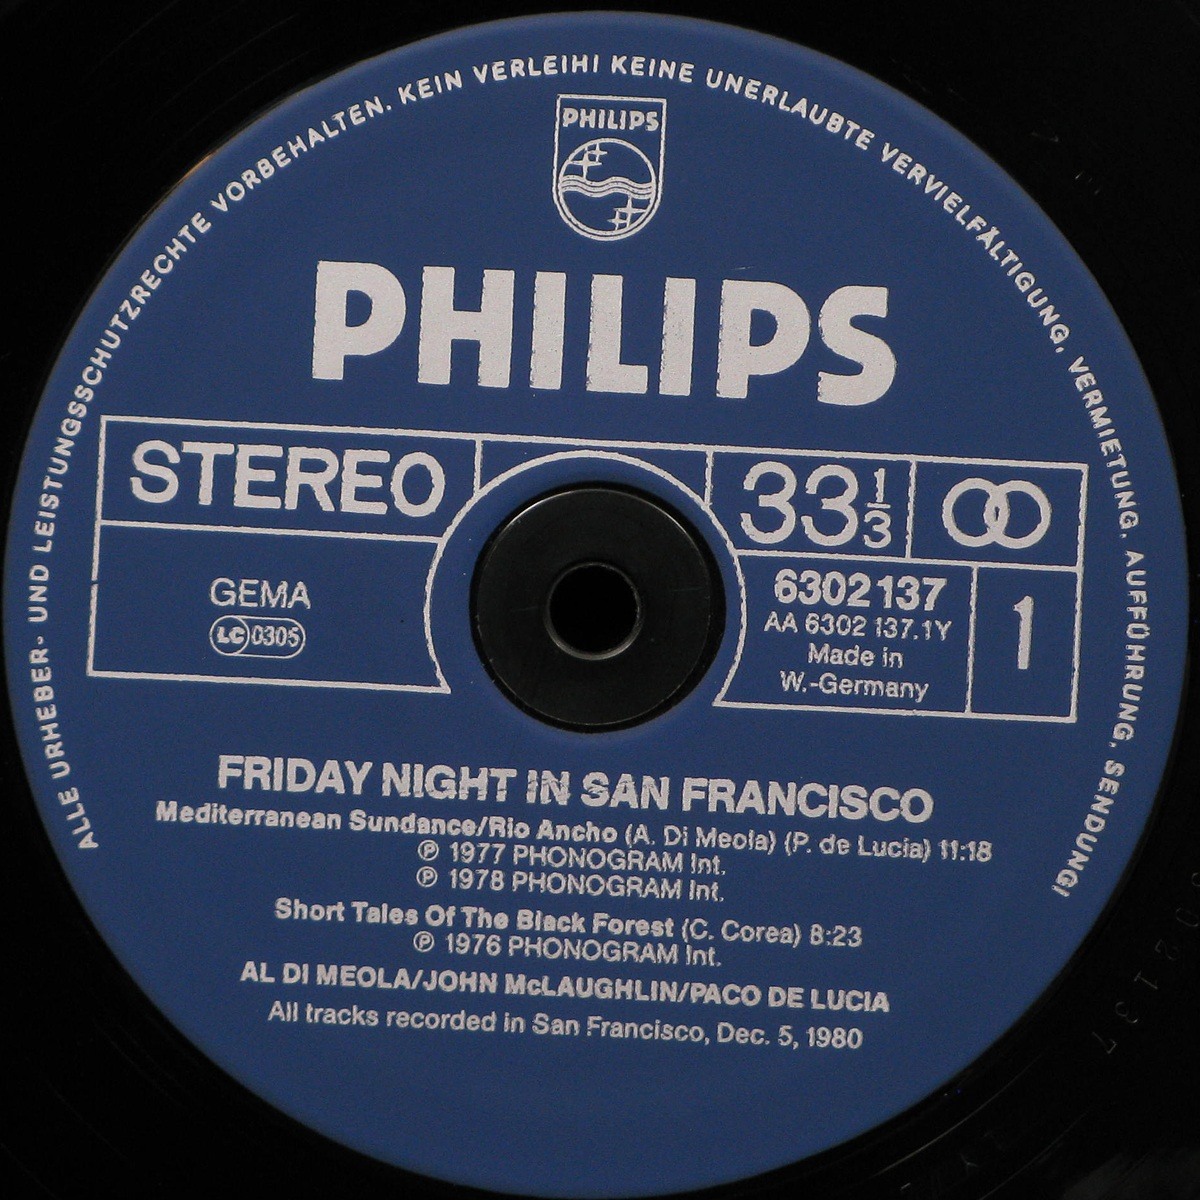 ALLE URHEBER- UND LEISTUNGSSCHUTZRECHTE VORBEHALTEN. KEIN VERLEIH! KEINE UNERLAUBTE VERVIELFÄLTIGUNG, VERMIETUNG, AUFFÜHRUNG, SENDUNG!
PHILIPS
PHILIPS
STEREO
33 1/3
GEMA
LC 0305
6302 137
AA 6302 137.1Y
Made in
W.-Germany
1
FRIDAY NIGHT IN SAN FRANCISCO
Mediterranean Sundance/Rio Ancho (A. Di Meola) (P. de Lucia) 11:18
℗ 1977 PHONOGRAM Int.
℗ 1978 PHONOGRAM Int.
Short Tales Of The Black Forest (C. Corea) 8:23
℗ 1976 PHONOGRAM Int.
AL DI MEOLA/JOHN McLAUGHLIN/PACO DE LUCIA
All tracks recorded in San Francisco, Dec. 5, 1980